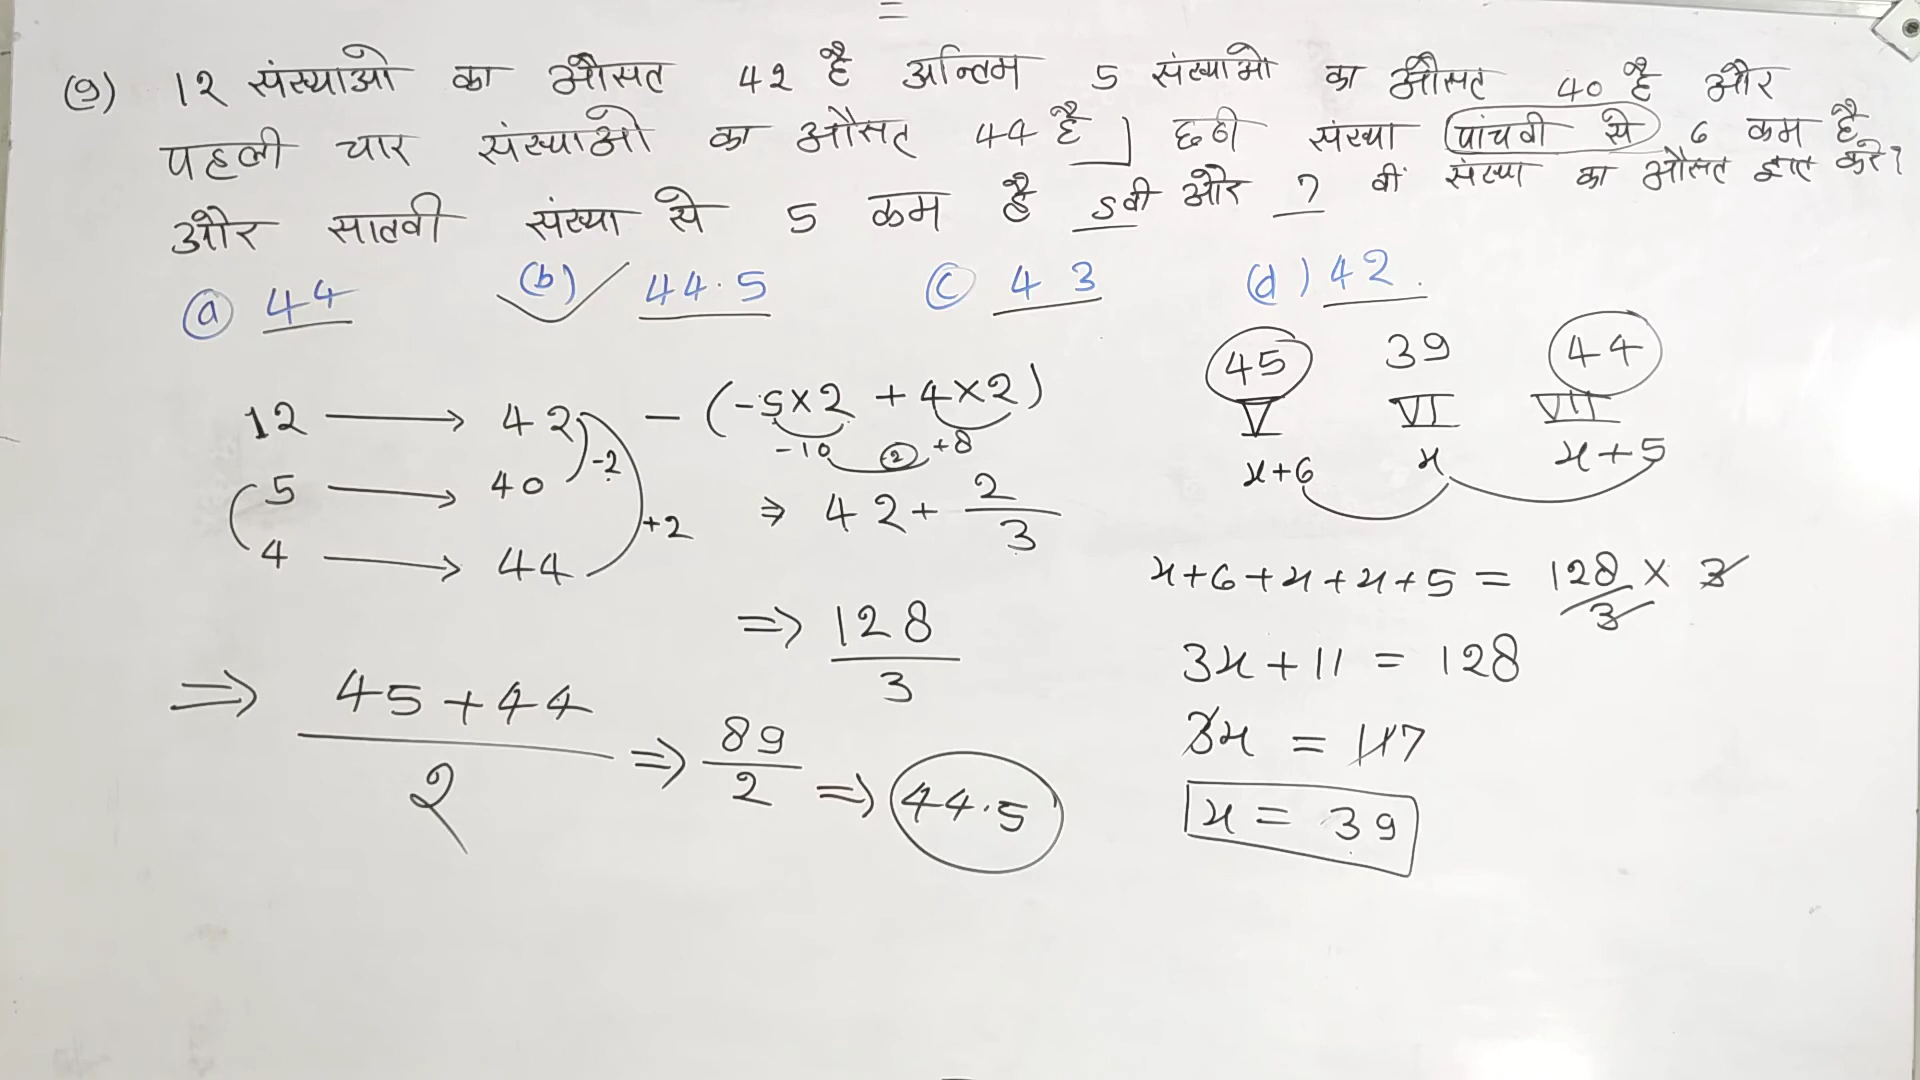 (9) 12 संख्याओ का औसत 42 है अन्तिम 5 संख्याओ का औसत 40 है और
पहली चार संख्याओ का औसत 44 है | छठी संख्या पांचवी से 6 कम है
और सातवी संख्या से 5 कम है 5वी और 7 वीं संख्या का औसत ज्ञात करे?
(a) 44 (b) 44.5 (c) 43 (d) 42.
12 → 42 - (-5×2 + 4×2)
-10 (2) +8
5 → 40 -2
4 → 44 +2
⇒ 42 + 2/3
⇒ 128/3
45 39 44
V VI VII
x+6 x x+5
x+6+x+x+5 = 128/3 × 3
3x + 11 = 128
3x = 117
x = 39
⇒ 45+44/2 ⇒ 89/2 ⇒ 44.5